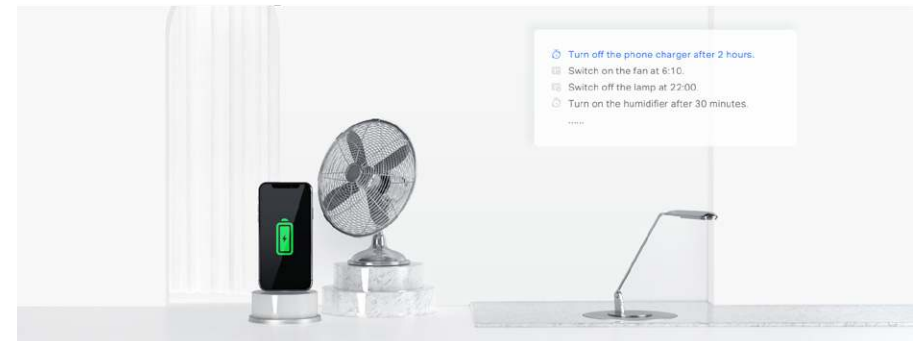 Turn off the phone charger after 2 hours.
Switch on the fan at 6:10.
Switch off the lamp at 22:00.
Turn on the humidifier after 30 minutes.
......